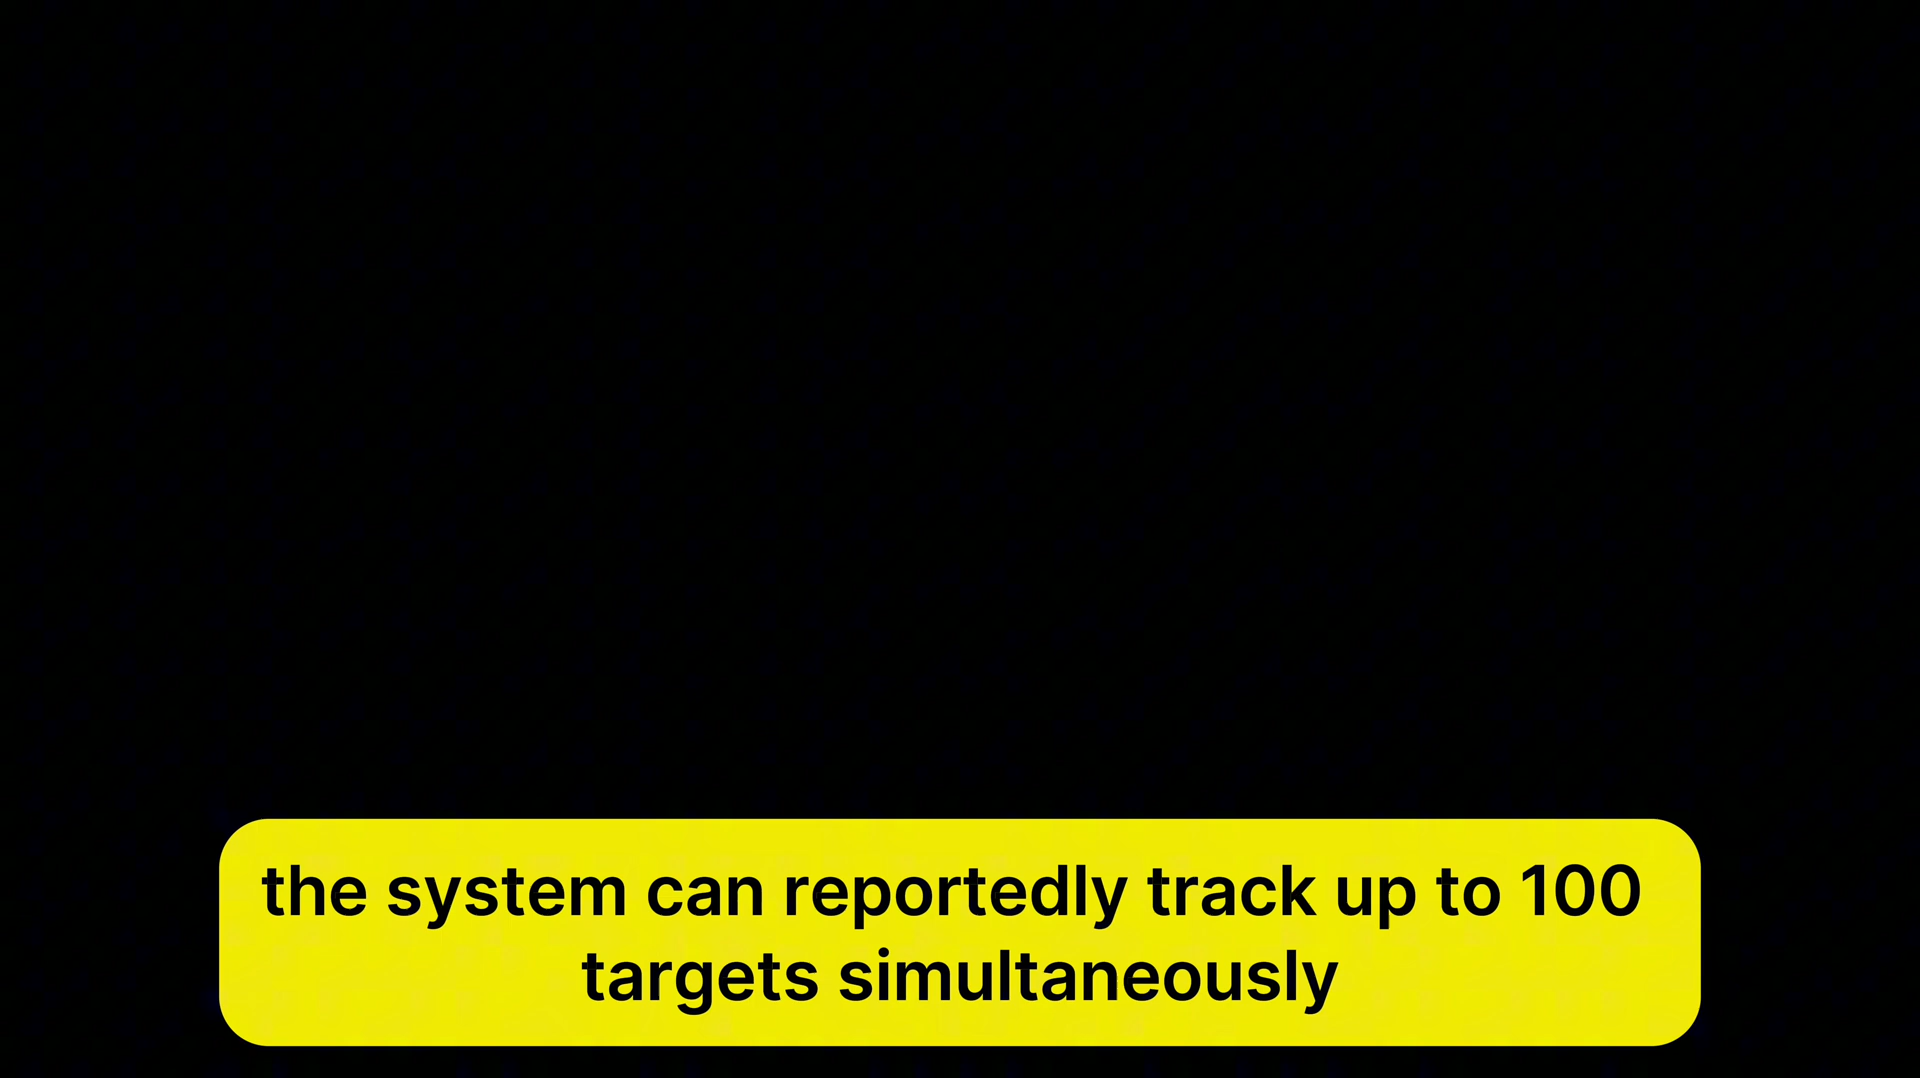 the system can reportedly track up to 100
targets simultaneously